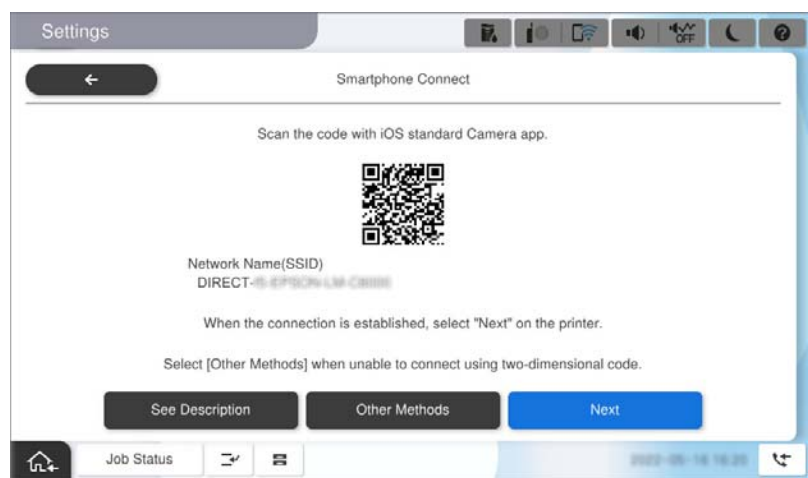 Settings
OFF
Smartphone Connect
Scan the code with iOS standard Camera app.
Network Name(SSID)
DIRECT-
When the connection is established, select "Next" on the printer.
Select [Other Methods] when unable to connect using two-dimensional code.
See Description
Other Methods
Next
Job Status